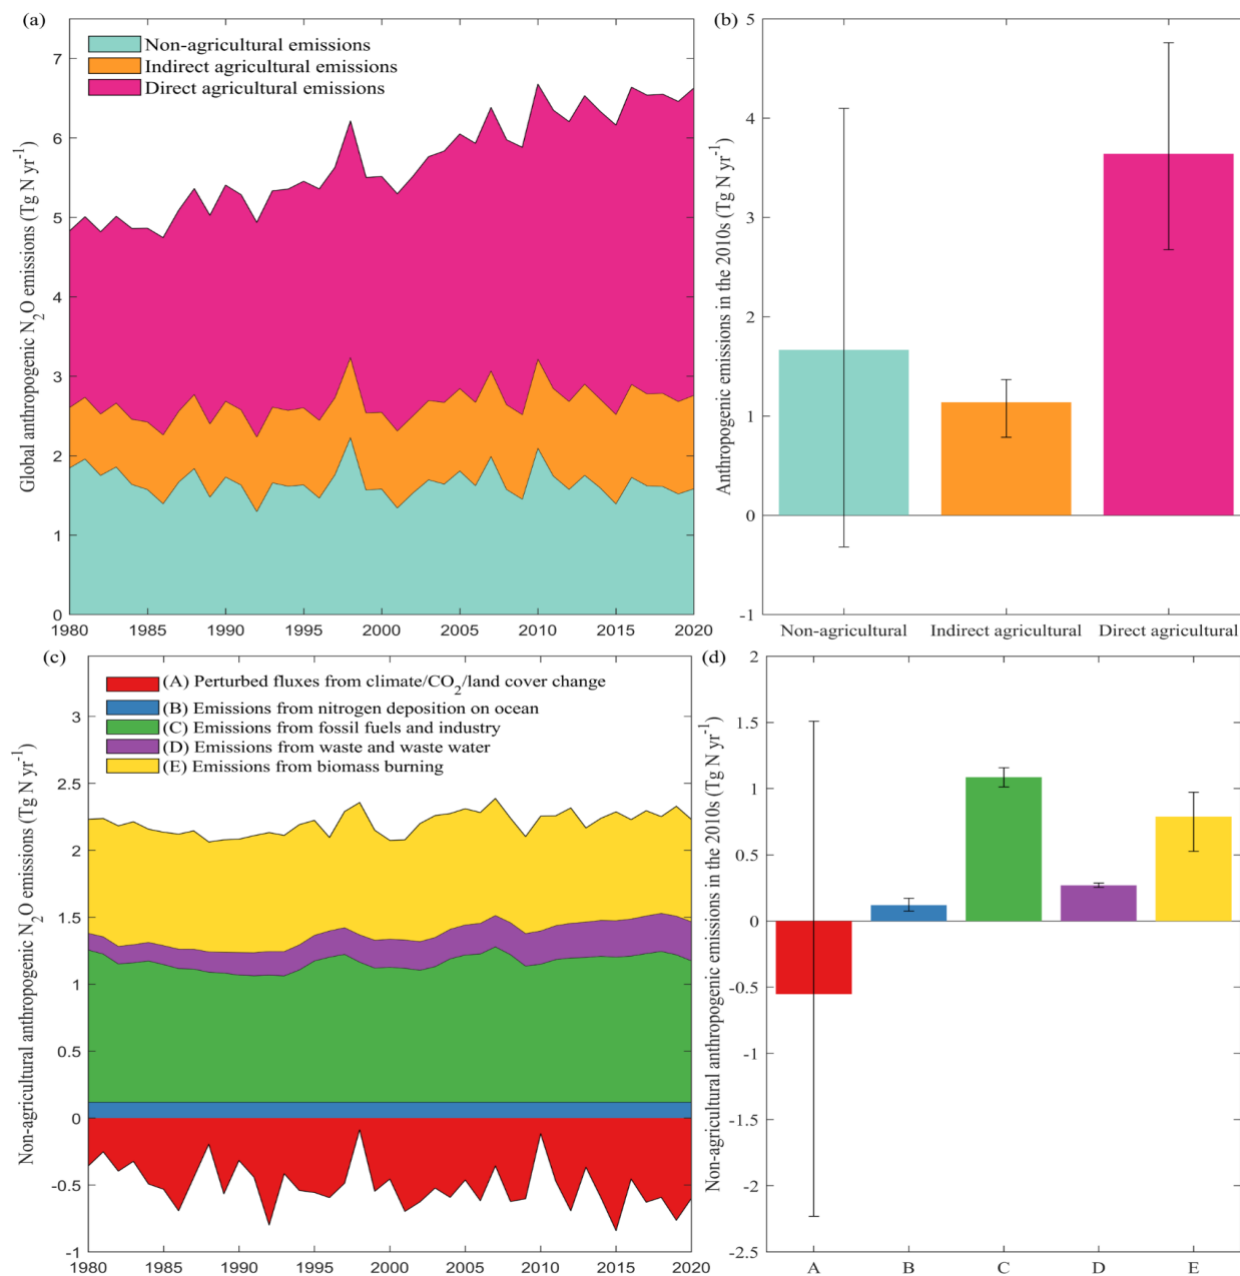 (a)
Global anthropogenic N2O emissions (Tg N yr-1)
7
6
5
4
3
2
1
0
Non-agricultural emissions
Indirect agricultural emissions
Direct agricultural emissions
1980 1985 1990 1995 2000 2005 2010 2015 2020
(b)
Anthropogenic emissions in the 2010s (Tg N yr-1)
5
4
3
2
1
0
-1
Non-agricultural Indirect agricultural Direct agricultural
(c)
Non-agricultural anthropogenic N2O emissions (Tg N yr-1)
3
2.5
2
1.5
1
0.5
0
-0.5
-1
(A) Perturbed fluxes from climate/CO2/land cover change
(B) Emissions from nitrogen deposition on ocean
(C) Emissions from fossil fuels and industry
(D) Emissions from waste and waste water
(E) Emissions from biomass burning
1980 1985 1990 1995 2000 2005 2010 2015 2020
(d)
Non-agricultural anthropogenic emissions in the 2010s (Tg N yr-1)
2
1.5
1
0.5
0
-0.5
-1
-1.5
-2
-2.5
A B C D E